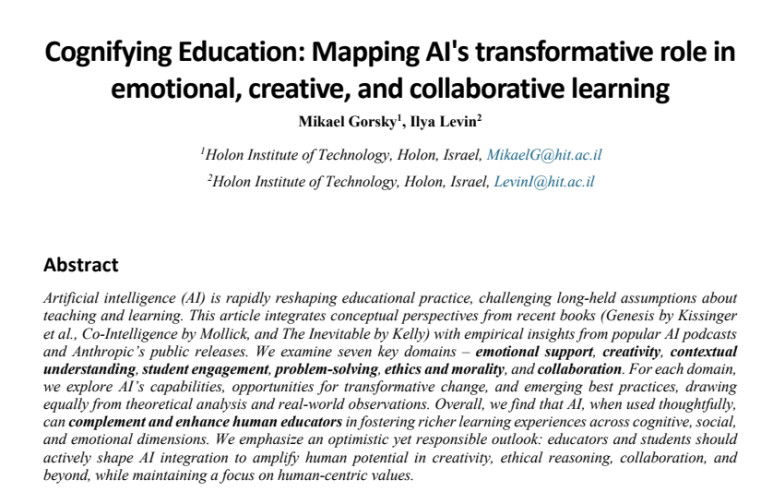 Cognifying Education: Mapping AI's transformative role in
emotional, creative, and collaborative learning
Mikael Gorsky1, Ilya Levin2
1Holon Institute of Technology, Holon, Israel, MikaelG@hit.ac.il
2Holon Institute of Technology, Holon, Israel, LevinI@hit.ac.il
Abstract
Artificial intelligence (AI) is rapidly reshaping educational practice, challenging long-held assumptions about
teaching and learning. This article integrates conceptual perspectives from recent books (Genesis by Kissinger
et al., Co-Intelligence by Mollick, and The Inevitable by Kelly) with empirical insights from popular AI podcasts
and Anthropic's public releases. We examine seven key domains – emotional support, creativity, contextual
understanding, student engagement, problem-solving, ethics and morality, and collaboration. For each domain,
we explore AI's capabilities, opportunities for transformative change, and emerging best practices, drawing
equally from theoretical analysis and real-world observations. Overall, we find that AI, when used thoughtfully,
can complement and enhance human educators in fostering richer learning experiences across cognitive, social,
and emotional dimensions. We emphasize an optimistic yet responsible outlook: educators and students should
actively shape AI integration to amplify human potential in creativity, ethical reasoning, collaboration, and
beyond, while maintaining a focus on human-centric values.